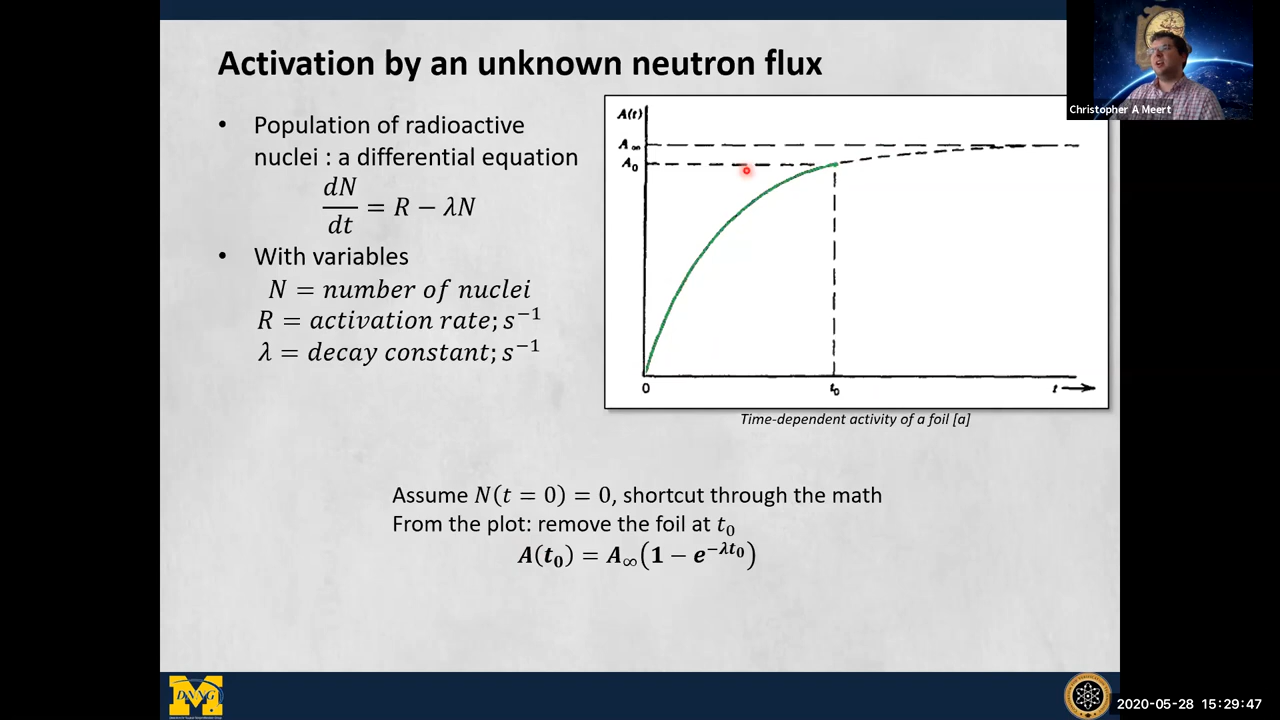 Activation by an unknown neutron flux
• Population of radioactive
nuclei : a differential equation
dN/dt = R − λN
• With variables
N = number of nuclei
R = activation rate; s⁻¹
λ = decay constant; s⁻¹
A(t)
A∞
A₀
0
t₀
t
Time-dependent activity of a foil [a]
Assume N(t = 0) = 0, shortcut through the math
From the plot: remove the foil at t₀
A(t₀) = A∞(1 − e^(−λt₀))
Christopher A Meert
M
DNNG
2020-05-28 15:29:47